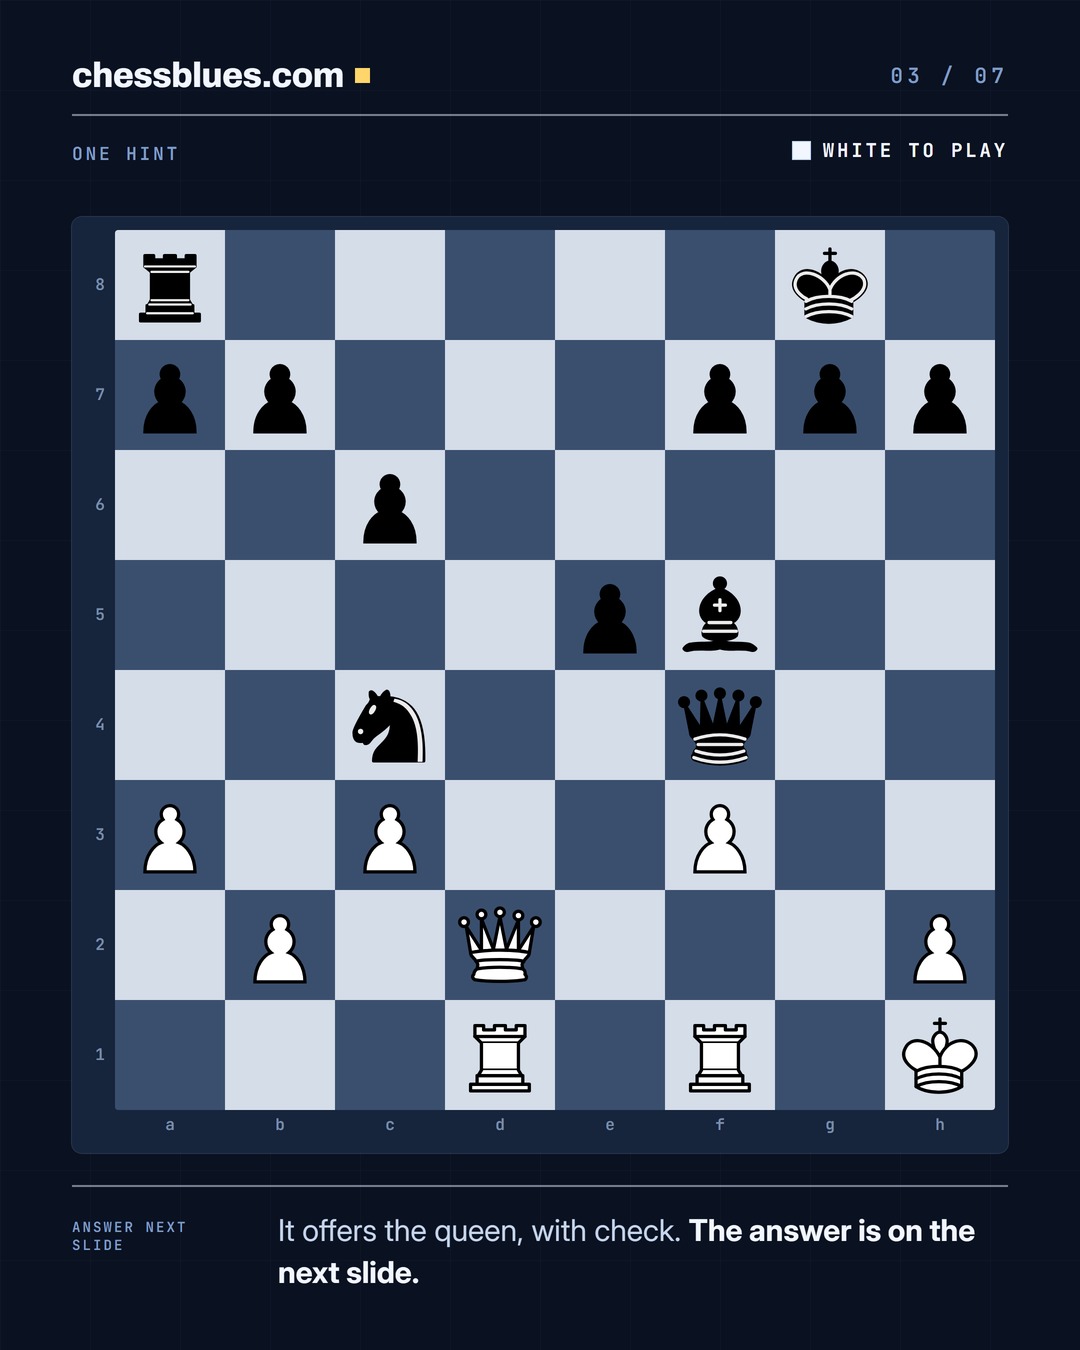 chessblues.com
03 / 07
ONE HINT
WHITE TO PLAY
8
7
6
5
4
3
2
1
a b c d e f g h
ANSWER NEXT
SLIDE
It offers the queen, with check. The answer is on the
next slide.